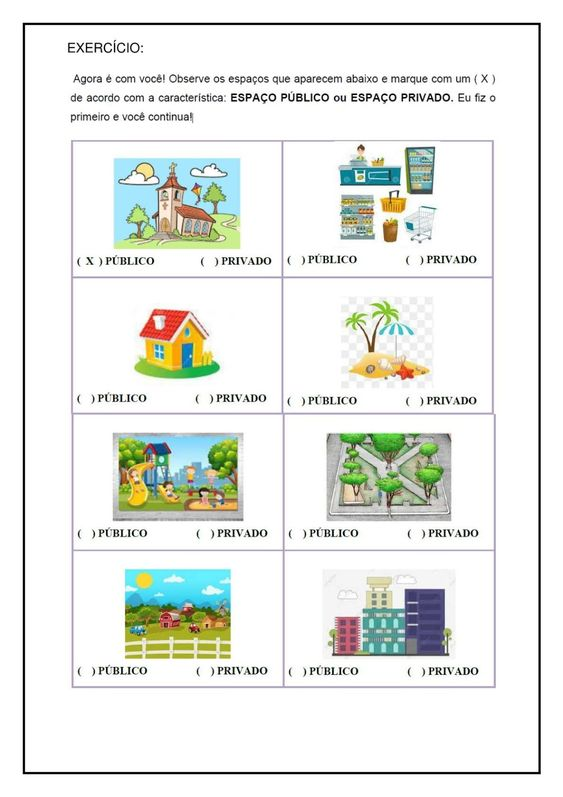 EXERCÍCIO:
Agora é com você! Observe os espaços que aparecem abaixo e marque com um ( X )
de acordo com a característica: ESPAÇO PÚBLICO ou ESPAÇO PRIVADO. Eu fiz o
primeiro e você continua!
( X ) PÚBLICO ( ) PRIVADO ( ) PÚBLICO ( ) PRIVADO
( ) PÚBLICO ( ) PRIVADO ( ) PÚBLICO ( ) PRIVADO
( ) PÚBLICO ( ) PRIVADO ( ) PÚBLICO ( ) PRIVADO
( ) PÚBLICO ( ) PRIVADO ( ) PÚBLICO ( ) PRIVADO